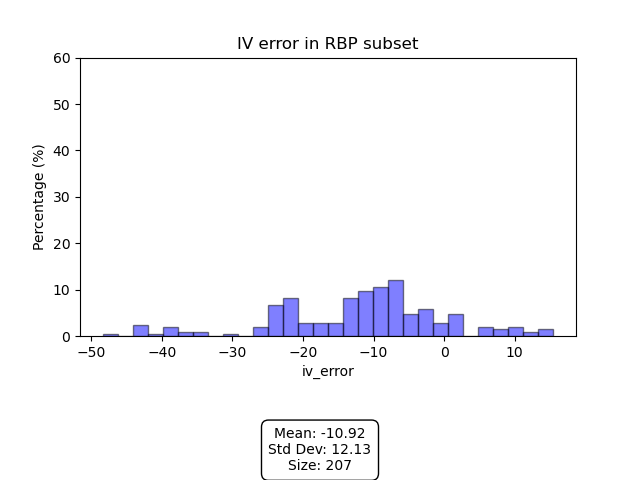 IV error in RBP subset
60
50
40
30
20
10
0
Percentage (%)
−50 −40 −30 −20 −10 0 10
iv_error
Mean: -10.92
Std Dev: 12.13
Size: 207